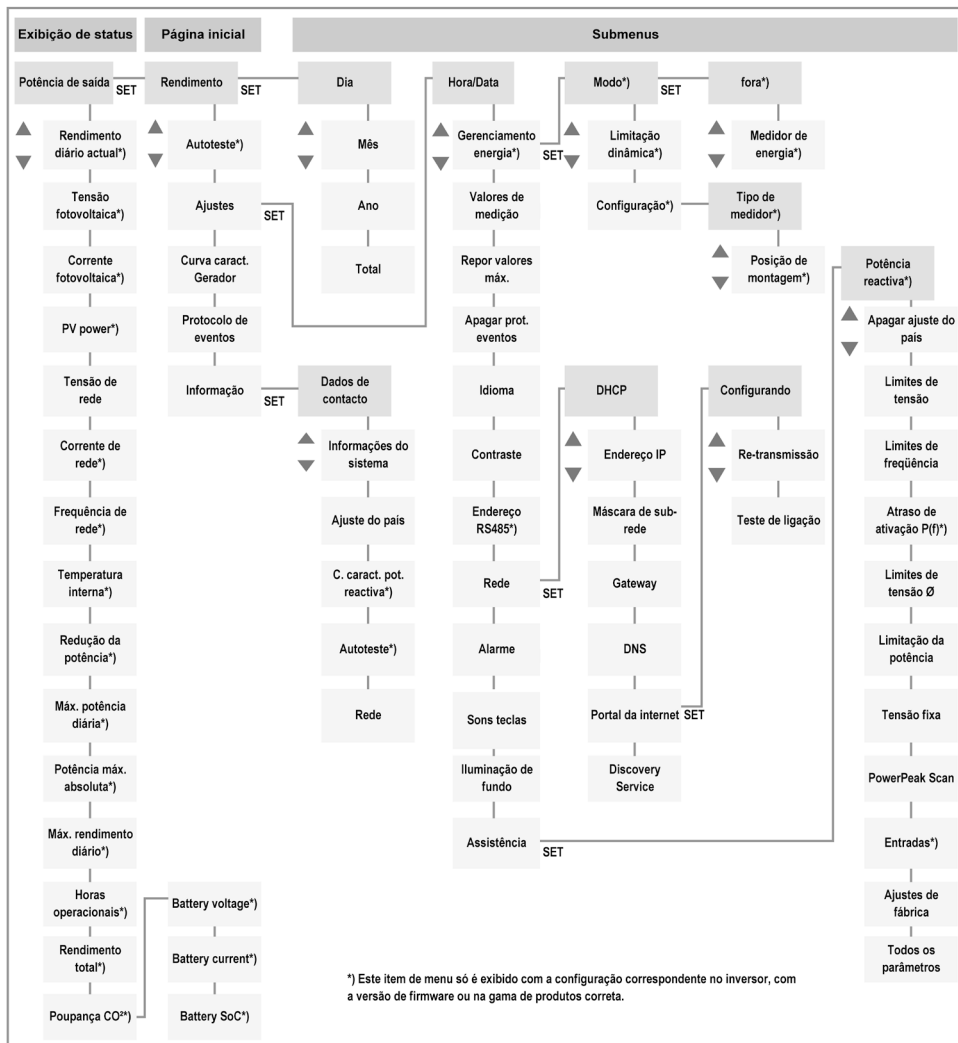 Exibição de status
Página inicial
Submenus
Potência de saída
SET
Rendimento
diário actual*)
Tensão
fotovoltaica*)
Corrente
fotovoltaica*)
PV power*)
Tensão de
rede
Corrente de
rede*)
Frequência de
rede*)
Temperatura
interna*)
Redução da
potência*)
Máx. potência
diária*)
Potência máx.
absoluta*)
Máx. rendimento
diário*)
Horas
operacionais*)
Rendimento
total*)
Poupança CO²*)
Battery voltage*)
Battery current*)
Battery SoC*)
Rendimento
SET
Autoteste*)
Ajustes
SET
Curva caract.
Gerador
Protocolo de
eventos
Informação
SET
Dia
Mês
Ano
Total
Dados de
contacto
Informações do
sistema
Ajuste do país
C. caract. pot.
reactiva*)
Autoteste*)
Rede
Hora/Data
Gerenciamento
energia*)
SET
Valores de
medição
Repor valores
máx.
Apagar prot.
eventos
Idioma
Contraste
Endereço
RS485*)
Rede
SET
Alarme
Sons teclas
Iluminação de
fundo
Assistência
SET
Modo*)
SET
Limitação
dinâmica*)
Configuração*)
fora*)
Medidor de
energia*)
Tipo de
medidor*)
Posição de
montagem*)
DHCP
Endereço IP
Máscara de sub-
rede
Gateway
DNS
Portal da internet
SET
Discovery
Service
Configurando
Re-transmissão
Teste de ligação
Potência
reactiva*)
Apagar ajuste do
país
Limites de
tensão
Limites de
freqüência
Atraso de
ativação P(f)*)
Limites de
tensão Ø
Limitação da
potência
Tensão fixa
PowerPeak Scan
Entradas*)
Ajustes de
fábrica
Todos os
parâmetros
*) Este item de menu só é exibido com a configuração correspondente no inversor, com
a versão de firmware ou na gama de produtos correta.